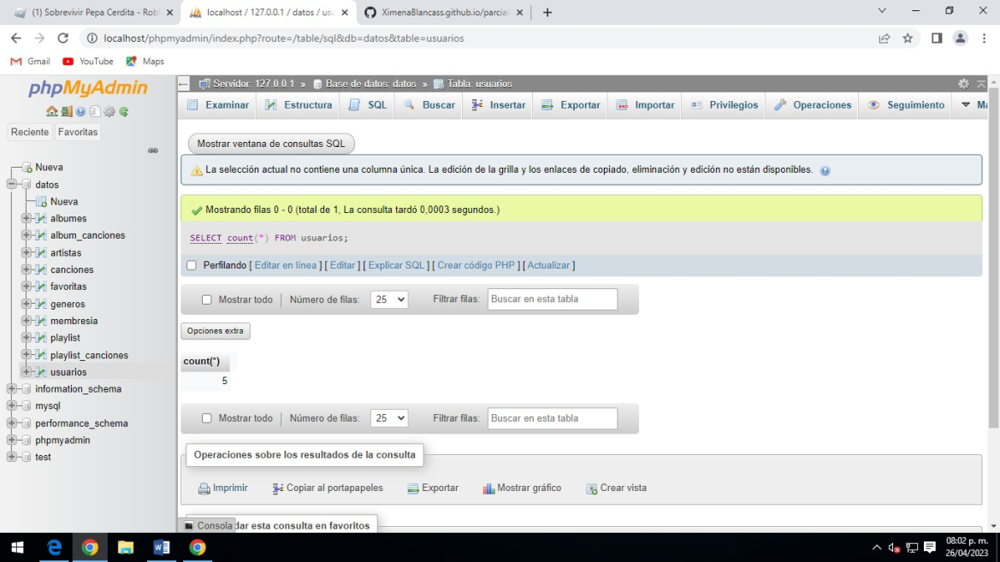 (1) Sobrevivir Pepa Cerdita - Rob
localhost / 127.0.0.1 / datos / usu
XimenaBlancass.github.io/parcial
localhost/phpmyadmin/index.php?route=/table/sql&db=datos&table=usuarios
Gmail YouTube Maps
phpMyAdmin
Reciente Favoritas
Nueva
datos
Nueva
albumes
album_canciones
artistas
canciones
favoritas
generos
membresia
playlist
playlist_canciones
usuarios
information_schema
mysql
performance_schema
phpmyadmin
test
Servidor: 127.0.0.1 » Base de datos: datos » Tabla: usuarios
Examinar Estructura SQL Buscar Insertar Exportar Importar Privilegios Operaciones Seguimiento Má
Mostrar ventana de consultas SQL
La selección actual no contiene una columna única. La edición de la grilla y los enlaces de copiado, eliminación y edición no están disponibles.
Mostrando filas 0 - 0 (total de 1, La consulta tardó 0,0003 segundos.)
SELECT count(*) FROM usuarios;
Perfilando [ Editar en línea ] [ Editar ] [ Explicar SQL ] [ Crear código PHP ] [ Actualizar ]
Mostrar todo | Número de filas: 25 Filtrar filas: Buscar en esta tabla
Opciones extra
count(*)
5
Mostrar todo | Número de filas: 25 Filtrar filas: Buscar en esta tabla
Operaciones sobre los resultados de la consulta
Imprimir Copiar al portapapeles Exportar Mostrar gráfico Crear vista
Consola dar esta consulta en favoritos
08:02 p. m.
26/04/2023